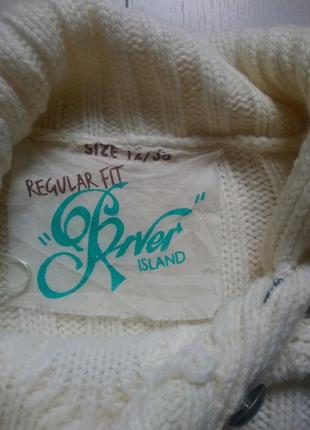 SIZE 12/38
REGULAR FIT
"River"
ISLAND